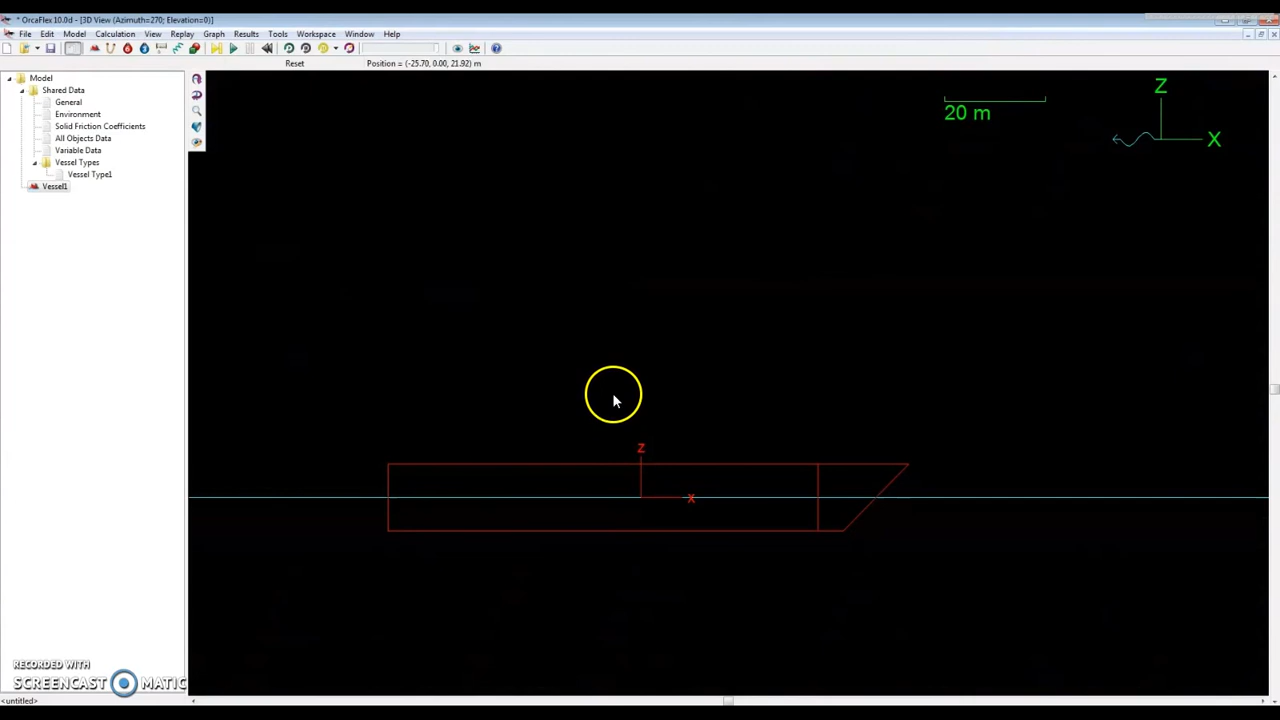 * OrcaFlex 10.0d - [3D View (Azimuth=270; Elevation=0)]
File Edit Model Calculation View Replay Graph Results Tools Workspace Window Help
Reset Position = (-25.70, 0.00, 21.92) m
Model
Shared Data
General
Environment
Solid Friction Coefficients
All Objects Data
Variable Data
Vessel Types
Vessel Type1
Vessel1
20 m
Z
X
Z
X
RECORDED WITH
SCREENCAST MATIC
<untitled>